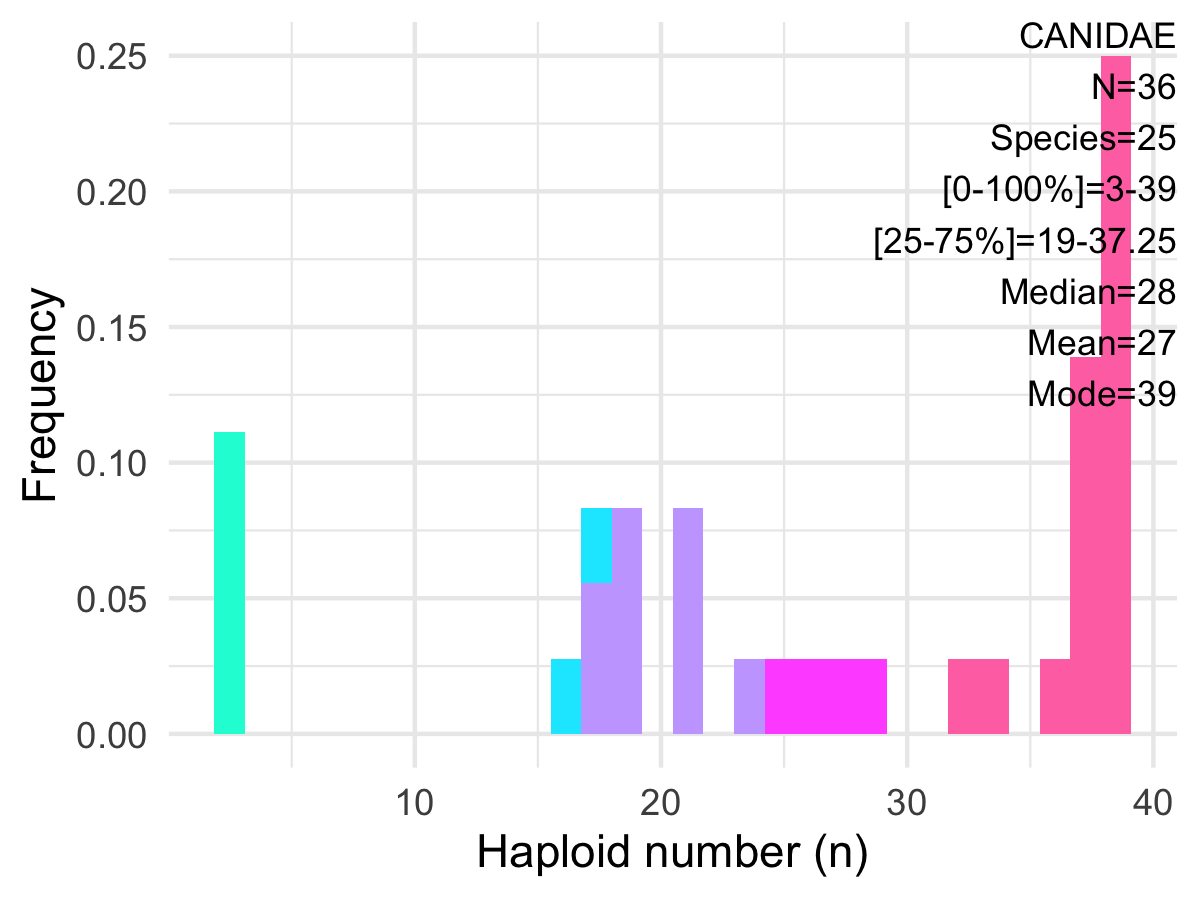 CANIDAE
N=36
Species=25
[0-100%]=3-39
[25-75%]=19-37.25
Median=28
Mean=27
Mode=39
Frequency
0.25
0.20
0.15
0.10
0.05
0.00
10 20 30 40
Haploid number (n)